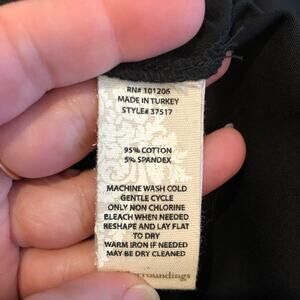 RN# 101206
MADE IN TURKEY
STYLE# 37517
95% COTTON
5% SPANDEX
MACHINE WASH COLD
GENTLE CYCLE
ONLY NON CHLORINE
BLEACH WHEN NEEDED
RESHAPE AND LAY FLAT
TO DRY
WARM IRON IF NEEDED
MAY BE DRY CLEANED